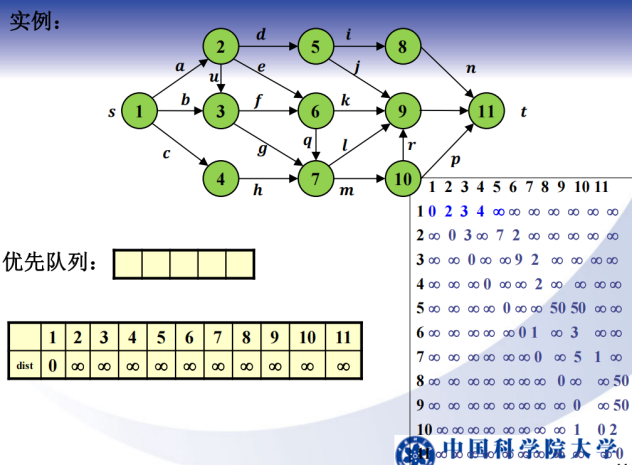 实例：
d i
2 5 8
a u e j n
s 1 b 3 f 6 k 9 11 t
c g q l r p
4 h 7 m 10
优先队列：
1 2 3 4 5 6 7 8 9 10 11
dist 0 ∞ ∞ ∞ ∞ ∞ ∞ ∞ ∞ ∞ ∞
1 2 3 4 5 6 7 8 9 10 11
1 0 2 3 4 ∞ ∞ ∞ ∞ ∞ ∞ ∞
2 ∞ 0 3 ∞ 7 2 ∞ ∞ ∞ ∞ ∞
3 ∞ ∞ 0 ∞ ∞ 9 2 ∞ ∞ ∞ ∞
4 ∞ ∞ ∞ 0 ∞ ∞ 2 ∞ ∞ ∞ ∞
5 ∞ ∞ ∞ ∞ 0 ∞ ∞ 50 50 ∞ ∞
6 ∞ ∞ ∞ ∞ ∞ 0 1 ∞ 3 ∞ ∞
7 ∞ ∞ ∞ ∞ ∞ ∞ 0 ∞ 5 1 ∞
8 ∞ ∞ ∞ ∞ ∞ ∞ ∞ 0 ∞ ∞ 50
9 ∞ ∞ ∞ ∞ ∞ ∞ ∞ ∞ 0 ∞ 50
10 ∞ ∞ ∞ ∞ ∞ ∞ ∞ ∞ 1 0 2
中国科学院大学